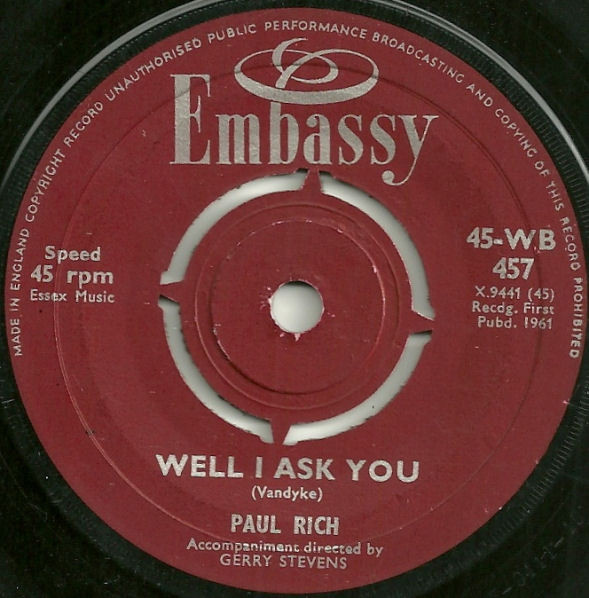 MADE IN ENGLAND COPYRIGHT RECORD UNAUTHORISED PUBLIC PERFORMANCE BROADCASTING AND COPYING OF THIS RECORD PROHIBITED
Embassy
Speed
45 rpm
Essex Music
45-WB
457
X.9441 (45)
Recdg. First
Pubd. 1961
WELL I ASK YOU
(Vandyke)
PAUL RICH
Accompaniment directed by
GERRY STEVENS